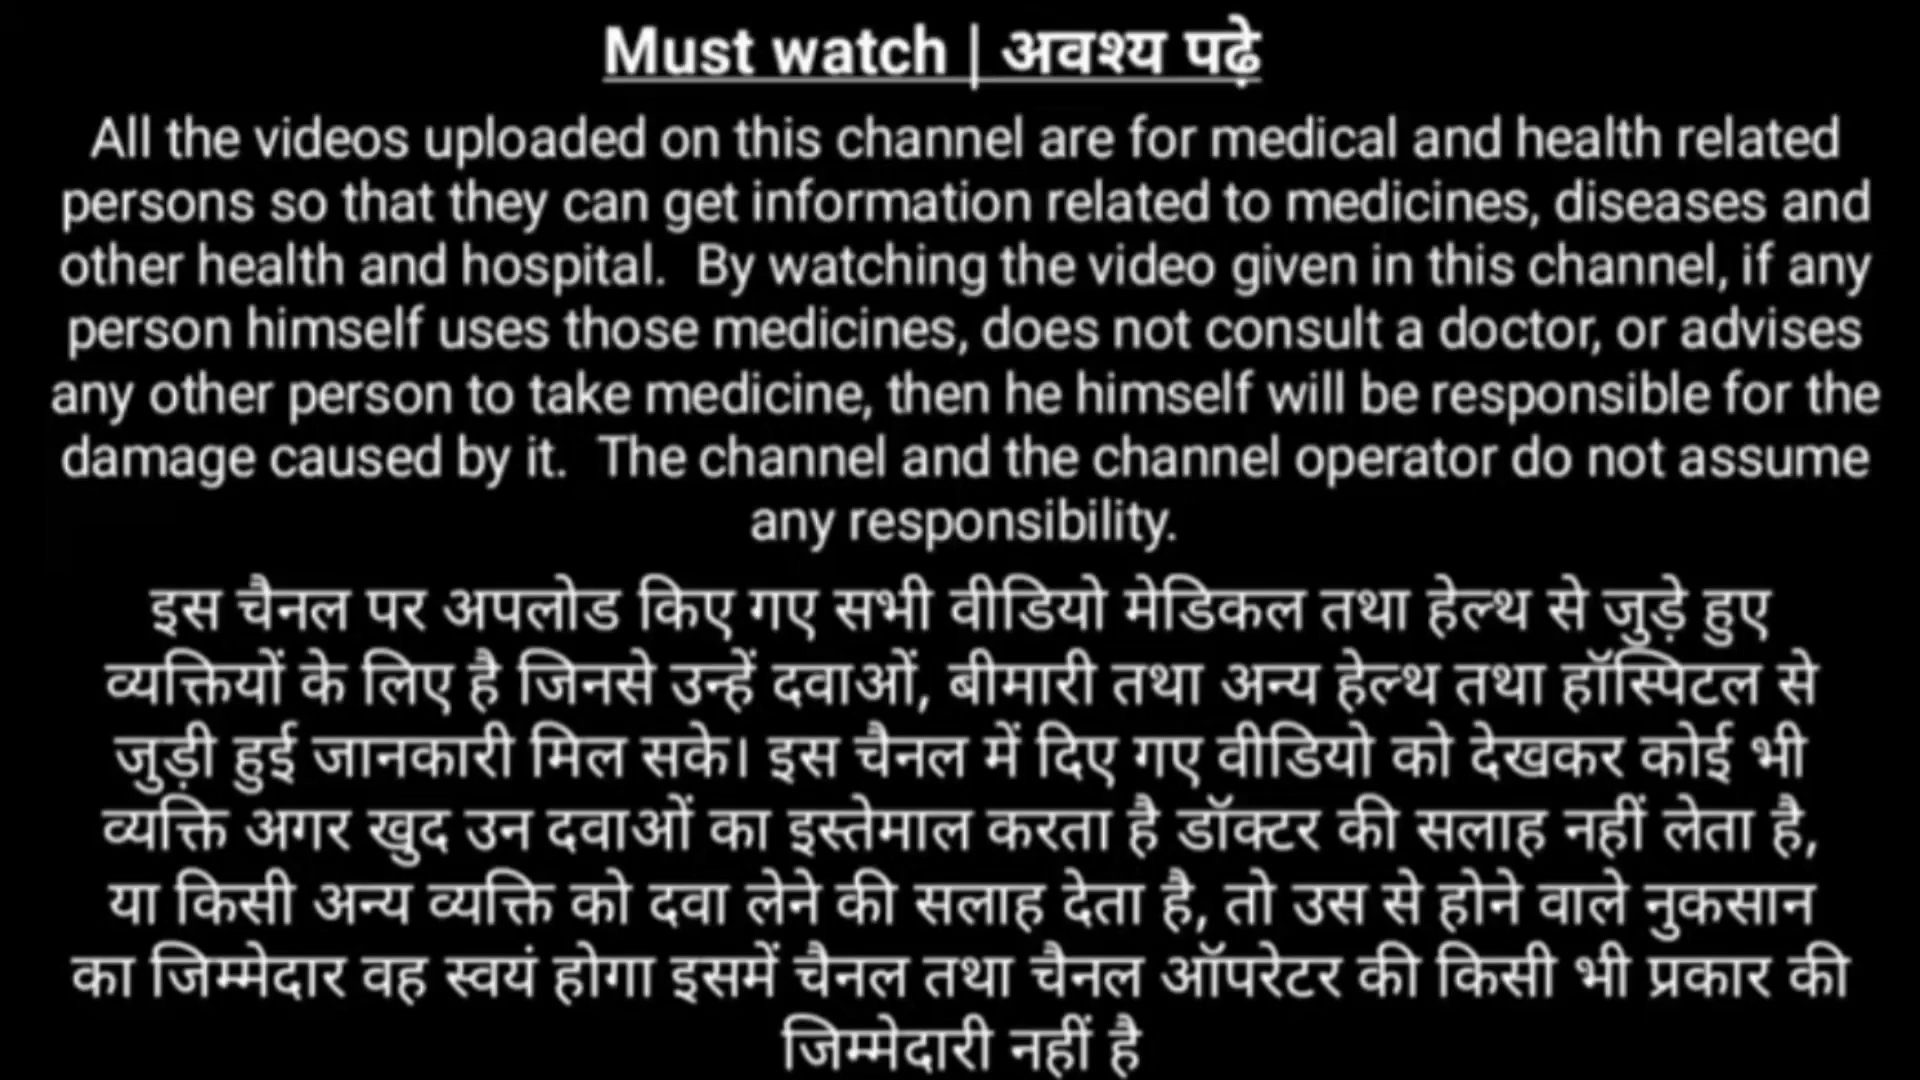 Must watch | अवश्य पढ़े
All the videos uploaded on this channel are for medical and health related
persons so that they can get information related to medicines, diseases and
other health and hospital. By watching the video given in this channel, if any
person himself uses those medicines, does not consult a doctor, or advises
any other person to take medicine, then he himself will be responsible for the
damage caused by it. The channel and the channel operator do not assume
any responsibility.
इस चैनल पर अपलोड किए गए सभी वीडियो मेडिकल तथा हेल्थ से जुड़े हुए
व्यक्तियों के लिए है जिनसे उन्हें दवाओं, बीमारी तथा अन्य हेल्थ तथा हॉस्पिटल से
जुड़ी हुई जानकारी मिल सके। इस चैनल में दिए गए वीडियो को देखकर कोई भी
व्यक्ति अगर खुद उन दवाओं का इस्तेमाल करता है डॉक्टर की सलाह नहीं लेता है,
या किसी अन्य व्यक्ति को दवा लेने की सलाह देता है, तो उस से होने वाले नुकसान
का जिम्मेदार वह स्वयं होगा इसमें चैनल तथा चैनल ऑपरेटर की किसी भी प्रकार की
जिम्मेदारी नहीं है